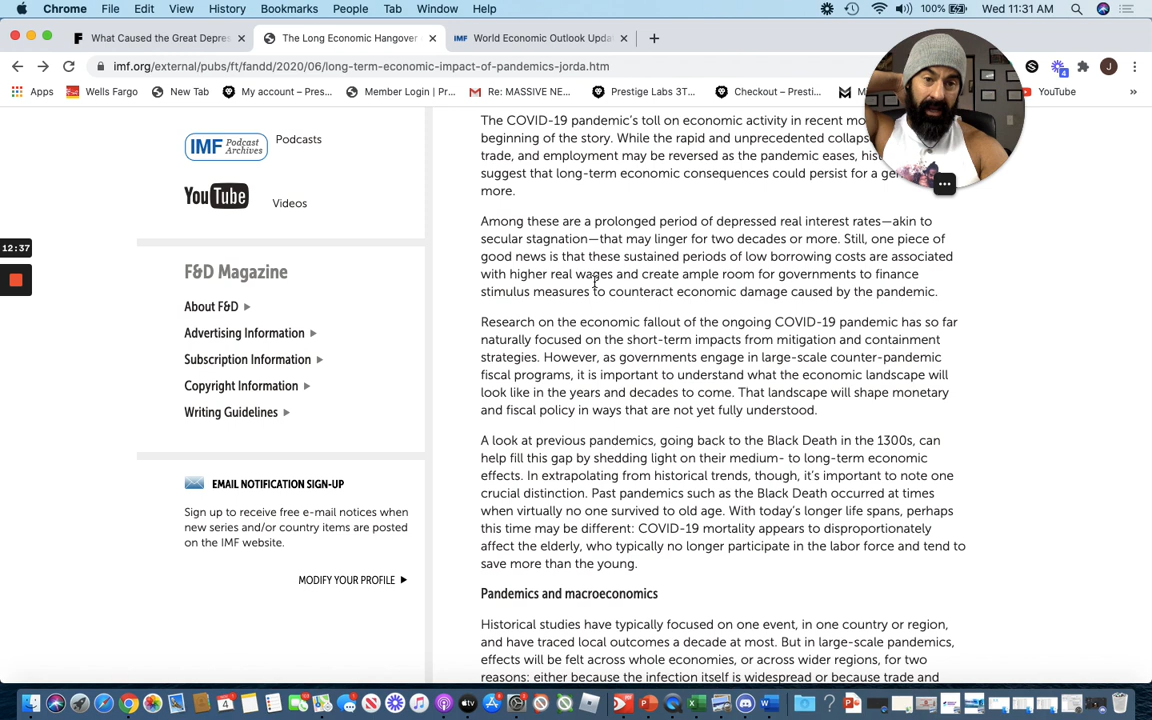 Chrome File Edit View History Bookmarks People Tab Window Help 100% Wed 11:31 AM
What Caused the Great Depres The Long Economic Hangover IMF World Economic Outlook Upda
imf.org/external/pubs/ft/fandd/2020/06/long-term-economic-impact-of-pandemics-jorda.htm
4
J
Apps Wells Fargo New Tab My account – Pres... Member Login | Pr... Re: MASSIVE NE... Prestige Labs 3T... Checkout – Prestig... YouTube »
IMF Podcast Archives Podcasts
YouTube Videos
12:37
F&D Magazine
About F&D
Advertising Information
Subscription Information
Copyright Information
Writing Guidelines
EMAIL NOTIFICATION SIGN-UP
Sign up to receive free e-mail notices when
new series and/or country items are posted
on the IMF website.
MODIFY YOUR PROFILE
The COVID-19 pandemic's toll on economic activity in recent
beginning of the story. While the rapid and unprecedented
trade, and employment may be reversed as the pandemic eases,
suggest that long-term economic consequences could persist for a
more.
Among these are a prolonged period of depressed real interest rates—akin to
secular stagnation—that may linger for two decades or more. Still, one piece of
good news is that these sustained periods of low borrowing costs are associated
with higher real wages and create ample room for governments to finance
stimulus measures to counteract economic damage caused by the pandemic.
Research on the economic fallout of the ongoing COVID-19 pandemic has so far
naturally focused on the short-term impacts from mitigation and containment
strategies. However, as governments engage in large-scale counter-pandemic
fiscal programs, it is important to understand what the economic landscape will
look like in the years and decades to come. That landscape will shape monetary
and fiscal policy in ways that are not yet fully understood.
A look at previous pandemics, going back to the Black Death in the 1300s, can
help fill this gap by shedding light on their medium- to long-term economic
effects. In extrapolating from historical trends, though, it's important to note one
crucial distinction. Past pandemics such as the Black Death occurred at times
when virtually no one survived to old age. With today's longer life spans, perhaps
this time may be different: COVID-19 mortality appears to disproportionately
affect the elderly, who typically no longer participate in the labor force and tend to
save more than the young.
Pandemics and macroeconomics
Historical studies have typically focused on one event, in one country or region,
and have traced local outcomes a decade at most. But in large-scale pandemics,
effects will be felt across whole economies, or across wider regions, for two
reasons: either because the infection itself is widespread or because trade and